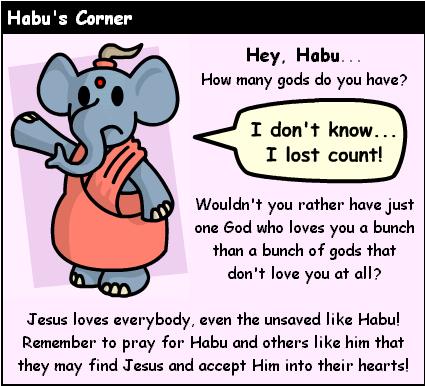 Habu's Corner
Hey, Habu...
How many gods do you have?
I don't know...
I lost count!
Wouldn't you rather have just
one God who loves you a bunch
than a bunch of gods that
don't love you at all?
Jesus loves everybody, even the unsaved like Habu!
Remember to pray for Habu and others like him that
they may find Jesus and accept Him into their hearts!